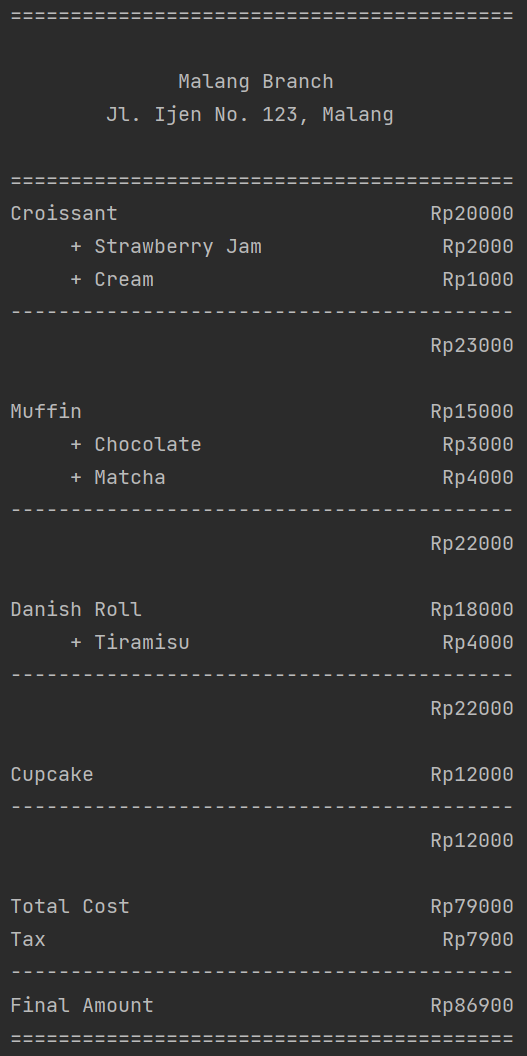 ==========================================
Malang Branch
Jl. Ijen No. 123, Malang
==========================================
Croissant Rp20000
+ Strawberry Jam Rp2000
+ Cream Rp1000
------------------------------------------
Rp23000
Muffin Rp15000
+ Chocolate Rp3000
+ Matcha Rp4000
------------------------------------------
Rp22000
Danish Roll Rp18000
+ Tiramisu Rp4000
------------------------------------------
Rp22000
Cupcake Rp12000
------------------------------------------
Rp12000
Total Cost Rp79000
Tax Rp7900
------------------------------------------
Final Amount Rp86900
==========================================